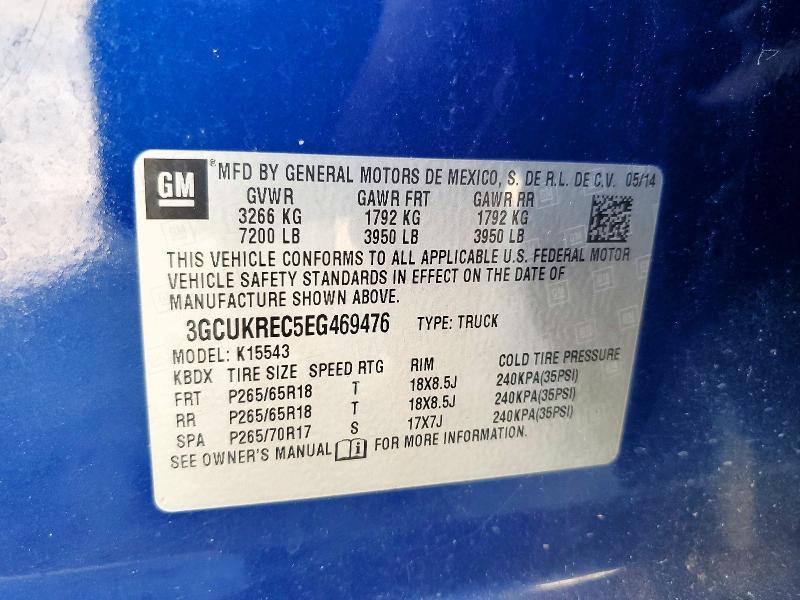 GM
® MFD BY GENERAL MOTORS DE MEXICO, S. DE R.L. DE C.V. 05/14
GVWR GAWR FRT GAWR RR
3266 KG 1792 KG 1792 KG
7200 LB 3950 LB 3950 LB
THIS VEHICLE CONFORMS TO ALL APPLICABLE U.S. FEDERAL MOTOR
VEHICLE SAFETY STANDARDS IN EFFECT ON THE DATE OF
MANUFACTURE SHOWN ABOVE.
3GCUKREC5EG469476 TYPE: TRUCK
MODEL: K15543
KBDX TIRE SIZE SPEED RTG RIM COLD TIRE PRESSURE
FRT P265/65R18 T 18X8.5J 240KPA(35PSI)
RR P265/65R18 T 18X8.5J 240KPA(35PSI)
SPA P265/70R17 S 17X7J 240KPA(35PSI)
SEE OWNER'S MANUAL FOR MORE INFORMATION.